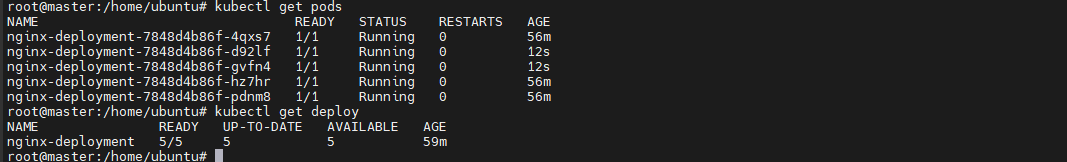 root@master:/home/ubuntu# kubectl get pods
NAME READY STATUS RESTARTS AGE
nginx-deployment-7848d4b86f-4qxs7 1/1 Running 0 56m
nginx-deployment-7848d4b86f-d92lf 1/1 Running 0 12s
nginx-deployment-7848d4b86f-gvfn4 1/1 Running 0 12s
nginx-deployment-7848d4b86f-hz7hr 1/1 Running 0 56m
nginx-deployment-7848d4b86f-pdnm8 1/1 Running 0 56m
root@master:/home/ubuntu# kubectl get deploy
NAME READY UP-TO-DATE AVAILABLE AGE
nginx-deployment 5/5 5 5 59m
root@master:/home/ubuntu#